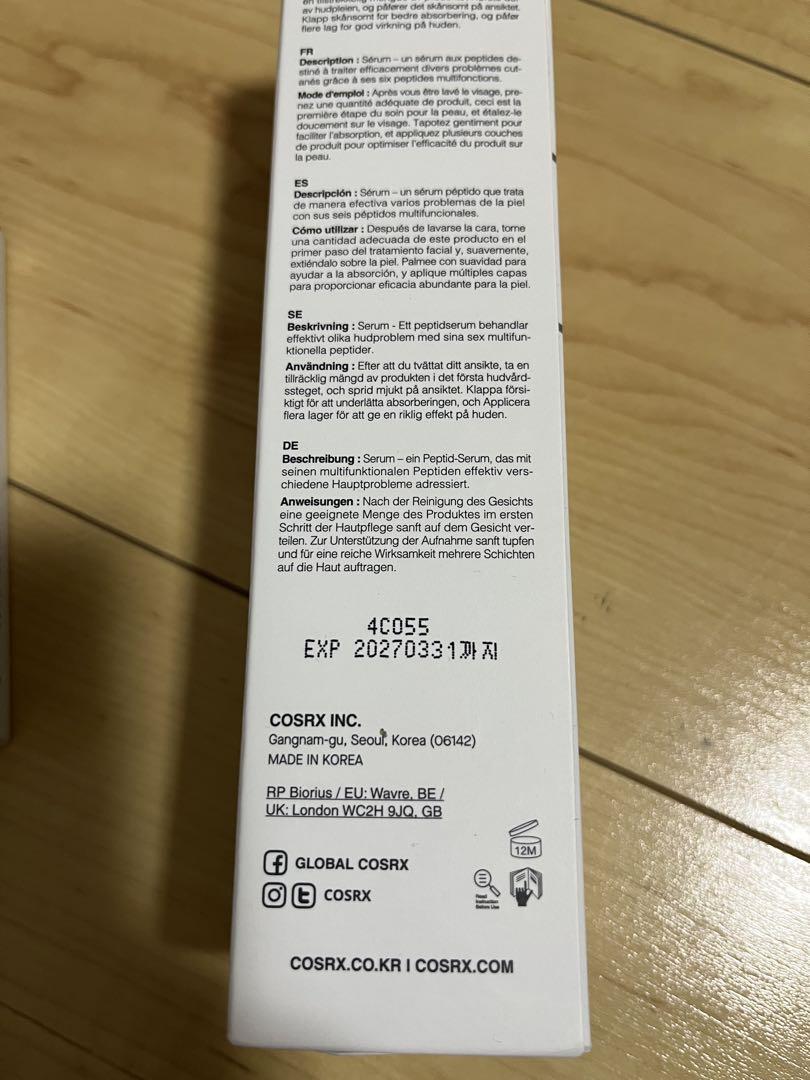 av hudpleien, og påfører det skånsomt på ansiktet.
Klapp skånsomt for bedre absorbering, og påfør
flere lag for god virkning på huden.
FR
Description : Sérum – un sérum aux peptides de-
stiné à traiter efficacement divers problèmes cut-
anés grâce à ses six peptides multifonctions.
Mode d'emploi : Après vous être lavé le visage, pre-
nez une quantité adéquate de produit, ceci est la
première étape du soin pour la peau, et étalez-le
doucement sur le visage. Tapotez gentiment pour
faciliter l'absorption, et appliquez plusieurs couches
de produit pour optimiser l'efficacité du produit sur
la peau.
ES
Descripción : Sérum – un sérum péptido que trata
de manera efectiva varios problemas de la piel
con sus seis péptidos multifuncionales.
Cómo utilizar : Después de lavarse la cara, tome
una cantidad adecuada de este producto en el
primer paso del tratamiento facial y, suavemente,
extiéndalo sobre la piel. Palmee con suavidad para
ayudar a la absorción, y aplique múltiples capas
para proporcionar eficacia abundante para la piel.
SE
Beskrivning : Serum - Ett peptidserum behandlar
effektivt olika hudproblem med sina sex multifun-
ktionella peptider.
Användning : Efter att du tvättat ditt ansikte, ta en
tillräcklig mängd av produkten i det första hudvård-
ssteget, och sprid mjukt på ansiktet. Klappa försi-
ktigt för att underlätta absorberingen, och Applicera
flera lager för att ge en riklig effekt på huden.
DE
Beschreibung : Serum – ein Peptid-Serum, das mit
seinen multifunktionalen Peptiden effektiv vers-
chiedene Hauptprobleme adressiert.
Anweisungen : Nach der Reinigung des Gesichts
eine geeignete Menge des Produktes im ersten
Schritt der Hautpflege sanft auf dem Gesicht ver-
teilen. Zur Unterstützung der Aufnahme sanft tupfen
und für eine reiche Wirksamkeit mehrere Schichten
auf die Haut auftragen.
4C055
EXP 20270331까지
COSRX INC.
Gangnam-gu, Seoul, Korea (06142)
MADE IN KOREA
RP Biorius / EU: Wavre, BE /
UK: London WC2H 9JQ, GB
12M
GLOBAL COSRX
COSRX
Read
Instruction
Before Use
COSRX.CO.KR I COSRX.COM